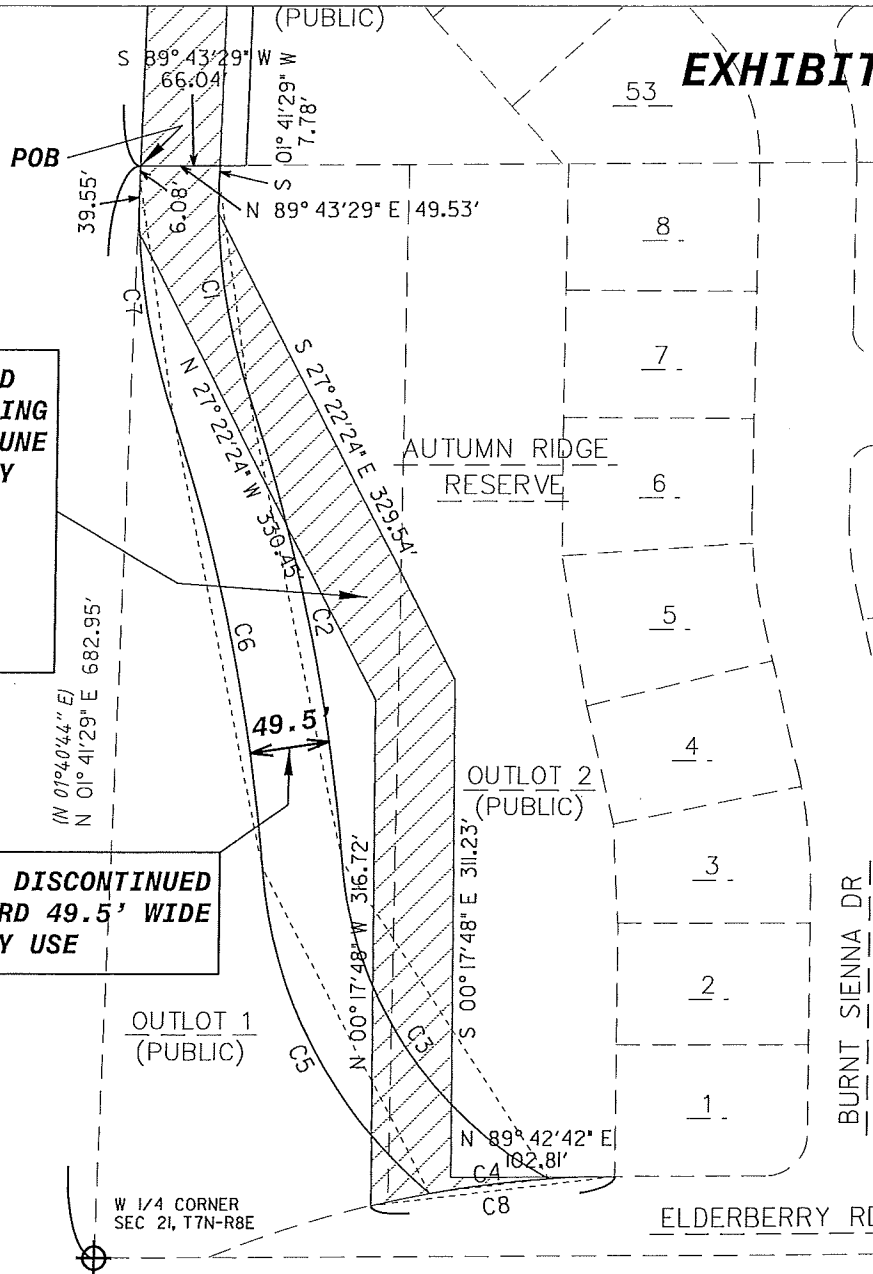 (PUBLIC)
S 89° 43'29" W
66.04'
EXHIBIT
53
S 01° 41'29" W
7.78'
POB
39.55'
6.08'
N 89° 43'29" E 49.53'
8
C7
C1
7
N 27° 22'24" W 330.45'
S 27° 22'24" E 329.54'
D
ING
UNE
Y
AUTUMN RIDGE
RESERVE
6
C6
C2
5
(N 01°40'44" E)
N 01° 41'29" E 682.95'
49.5'
4
OUTLOT 2
(PUBLIC)
N 00° 17'48" W 316.72'
S 00° 17'48" E 311.23'
3
DISCONTINUED
RD 49.5' WIDE
Y USE
BURNT SIENNA DR
2
OUTLOT 1
(PUBLIC)
C5
C3
1
N 89° 42'42" E
102.81'
C4
C8
W 1/4 CORNER
SEC 21, T7N-R8E
ELDERBERRY RD